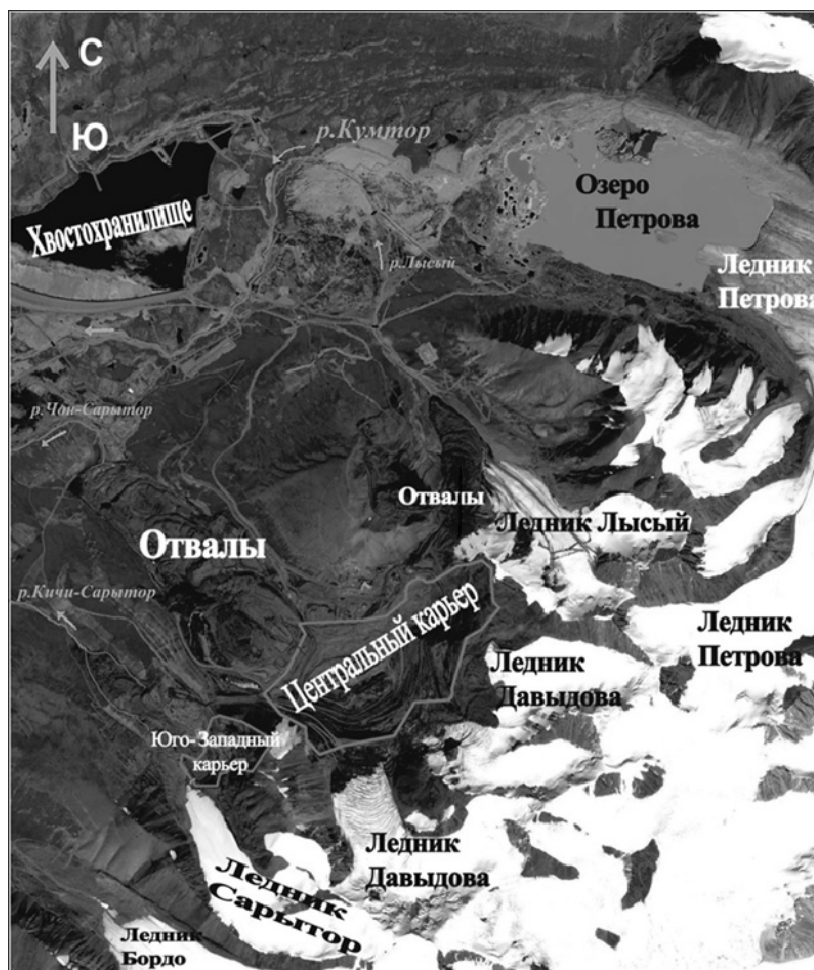 С
Ю
р.Кумтор
Хвостохранилище
Озеро
Петрова
р.Лысый
Ледник
Петрова
р.Чон-Сарытор
Отвалы
Отвалы
Ледник Лысый
р.Кичи-Сарытор
Центральный карьер
Ледник
Петрова
Ледник
Давыдова
Юго-Западный
карьер
Ледник
Давыдова
Ледник
Сарытор
Ледник
Бордо